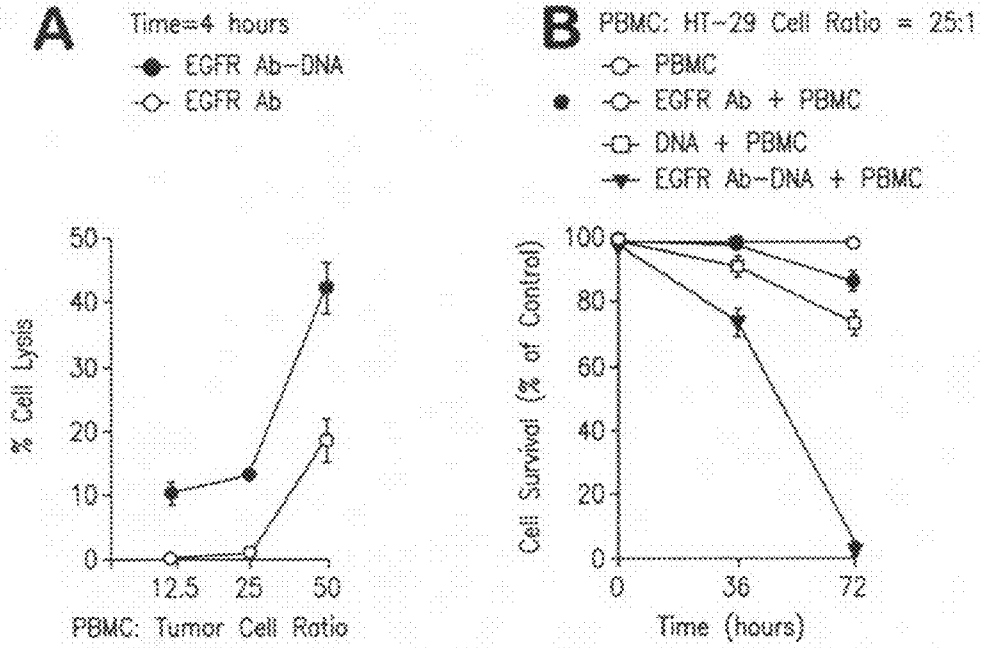 A
Time=4 hours
EGFR Ab-DNA
EGFR Ab
50
40
30
20
10
0
% Cell Lysis
12.5 25 50
PBMC: Tumor Cell Ratio
B
PBMC: HT-29 Cell Ratio = 25:1
PBMC
EGFR Ab + PBMC
DNA + PBMC
EGFR Ab-DNA + PBMC
100
80
60
40
20
0
Cell Survival (% of Control)
0 36 72
Time (hours)